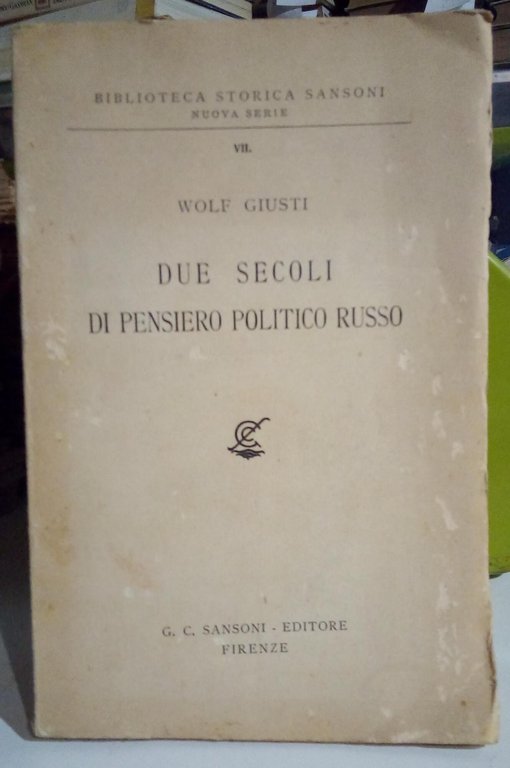 BIBLIOTECA STORICA SANSONI
NUOVA SERIE
VII.
WOLF GIUSTI
DUE SECOLI
DI PENSIERO POLITICO RUSSO
G. C. SANSONI - EDITORE
FIRENZE